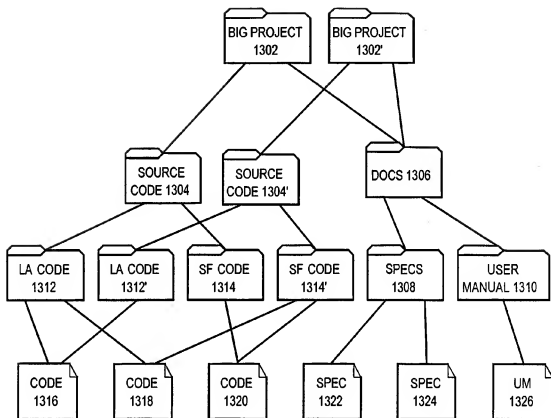 BIG PROJECT
1302
BIG PROJECT
1302'
SOURCE
CODE 1304
SOURCE
CODE 1304'
DOCS 1306
LA CODE
1312
LA CODE
1312'
SF CODE
1314
SF CODE
1314'
SPECS
1308
USER
MANUAL 1310
CODE
1316
CODE
1318
CODE
1320
SPEC
1322
SPEC
1324
UM
1326